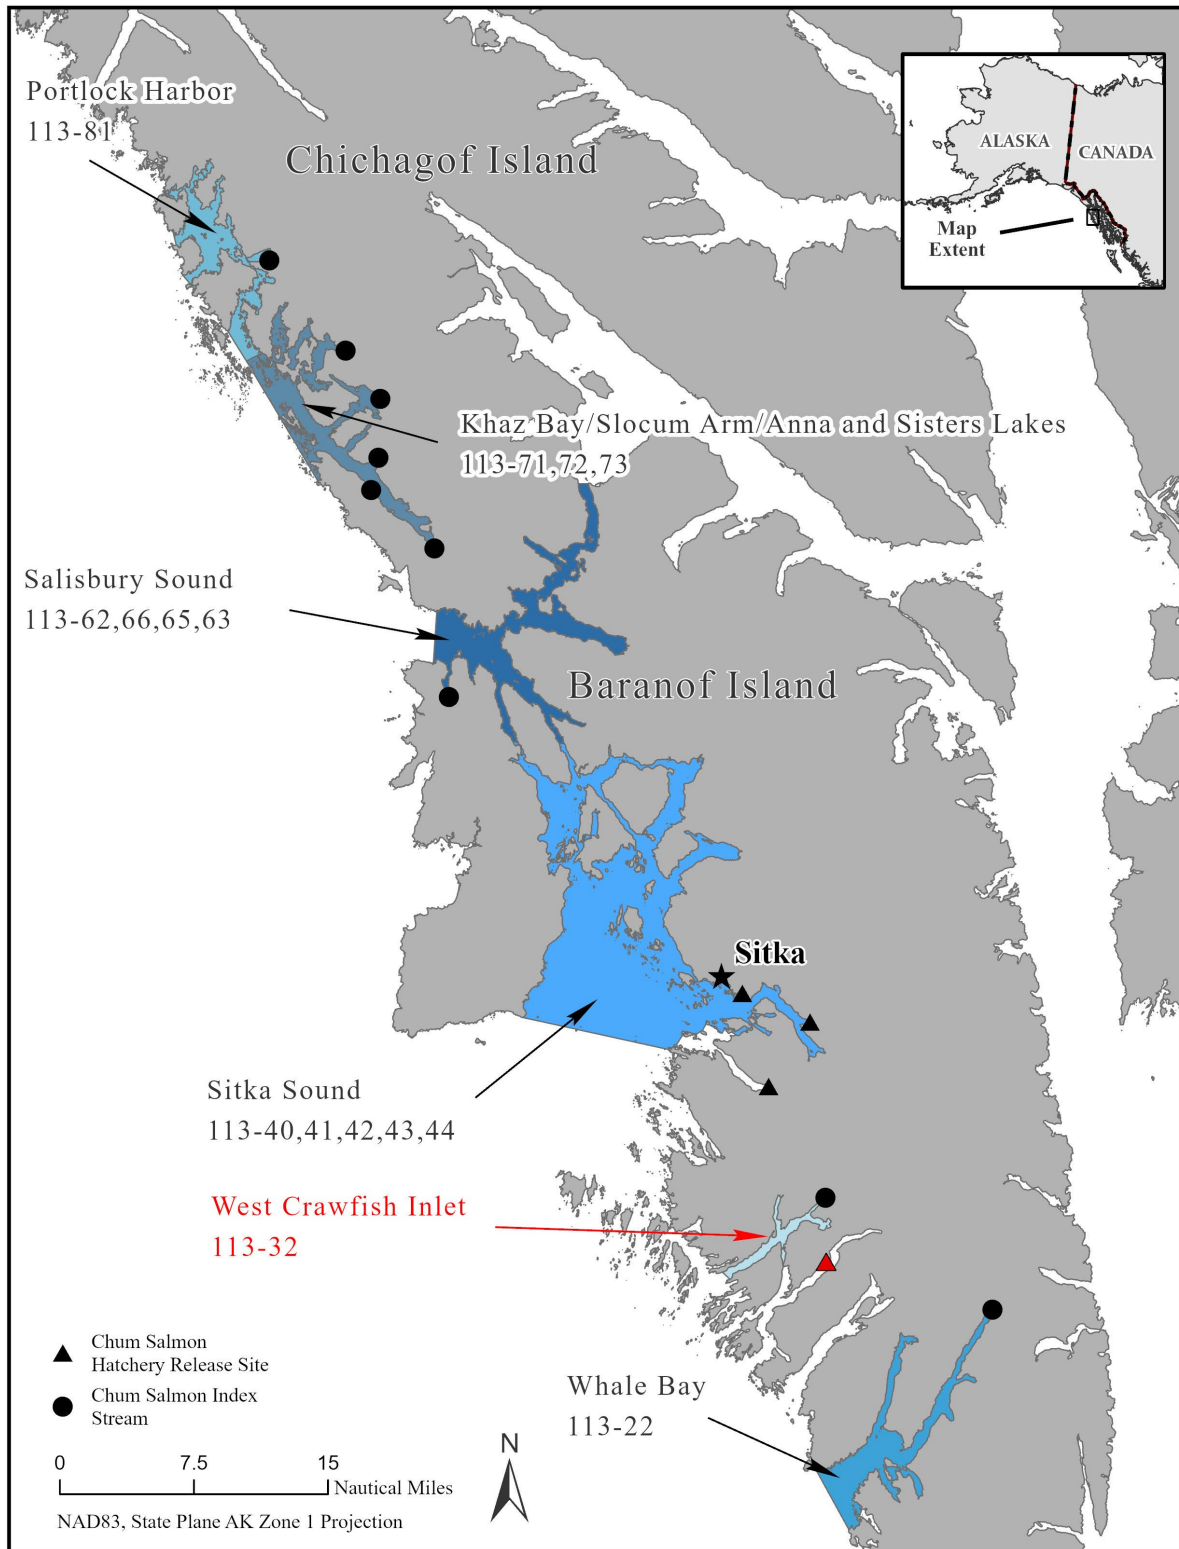 Portlock Harbor
113-81
Chichagof Island
ALASKA
CANADA
Map
Extent
Khaz Bay/Slocum Arm/Anna and Sisters Lakes
113-71,72,73
Salisbury Sound
113-62,66,65,63
Baranof Island
Sitka
Sitka Sound
113-40,41,42,43,44
West Crawfish Inlet
113-32
Whale Bay
113-22
Chum Salmon
Hatchery Release Site
Chum Salmon Index
Stream
0 7.5 15
Nautical Miles
N
NAD83, State Plane AK Zone 1 Projection